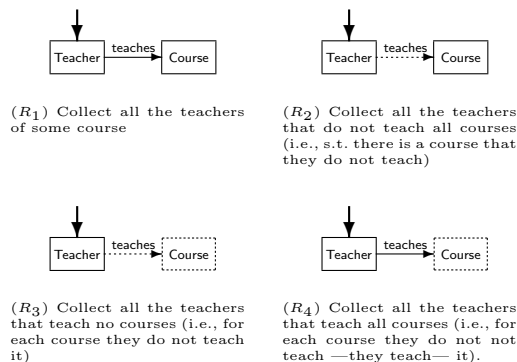 teaches
Teacher
Course
(R1) Collect all the teachers
of some course
teaches
Teacher
Course
(R2) Collect all the teachers
that do not teach all courses
(i.e., s.t. there is a course that
they do not teach)
teaches
Teacher
Course
(R3) Collect all the teachers
that teach no courses (i.e., for
each course they do not teach
it)
teaches
Teacher
Course
(R4) Collect all the teachers
that teach all courses (i.e., for
each course they do not not
teach —they teach— it).